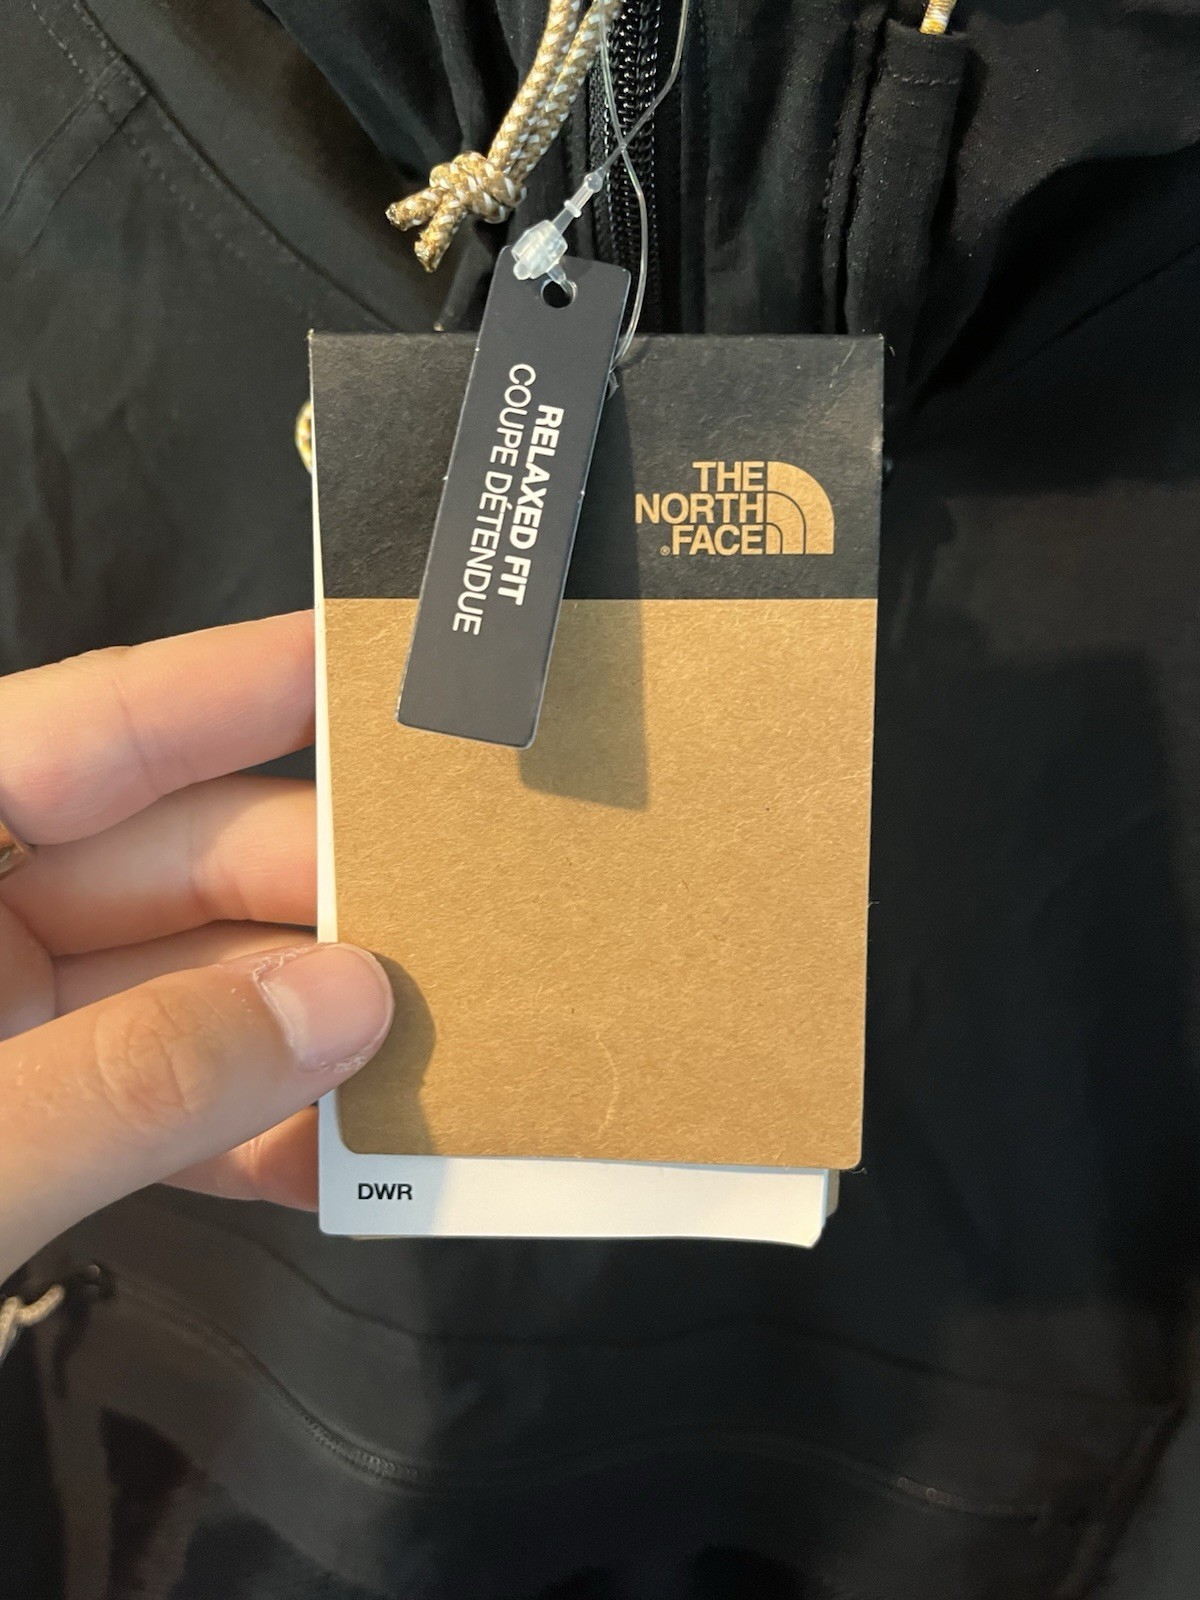 RELAXED FIT
COUPE DÉTENDUE
THE
NORTH
®FACE
DWR